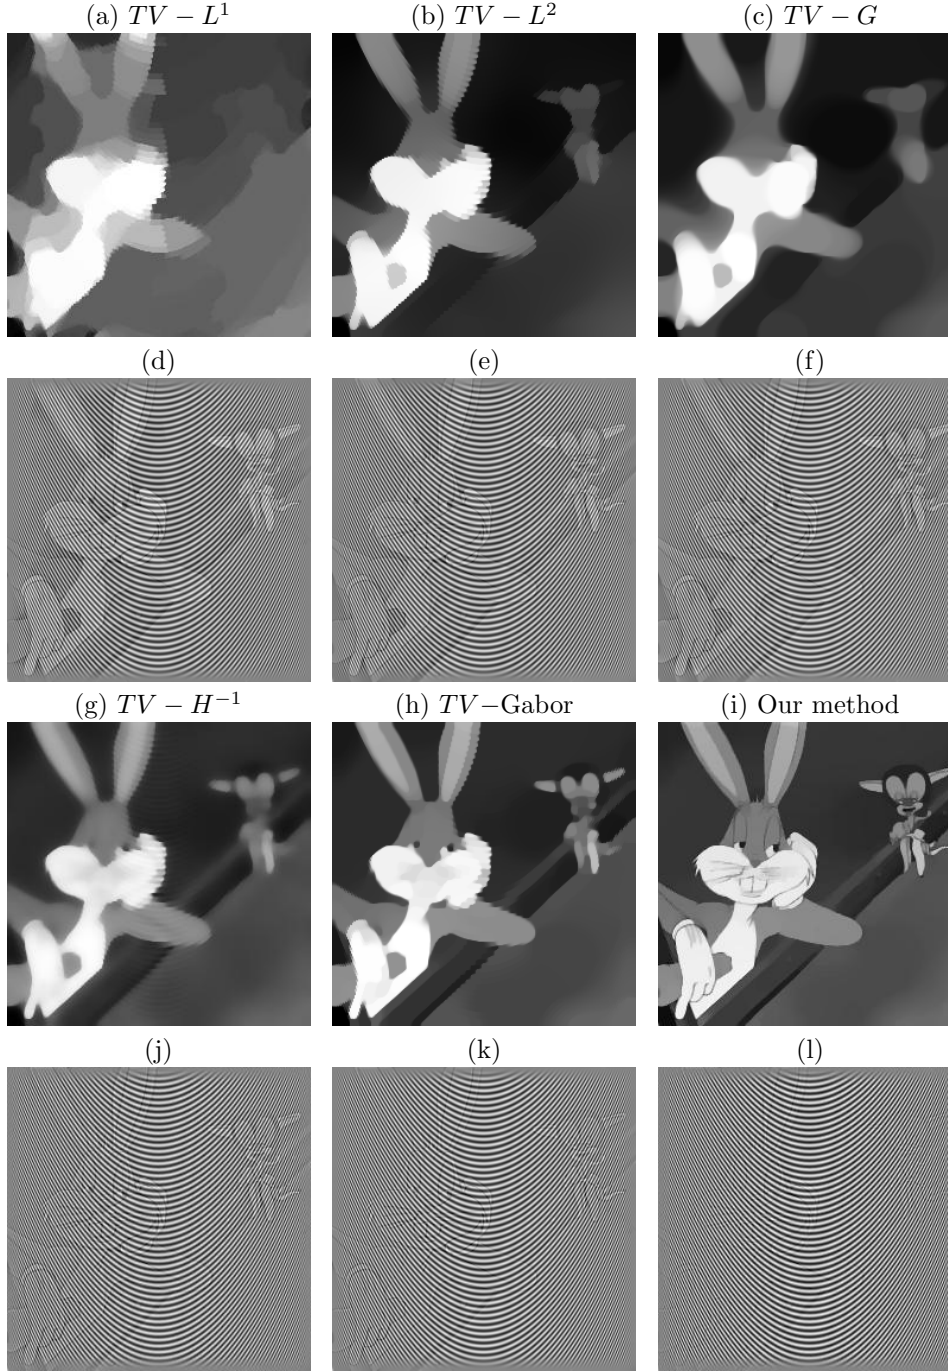 (a) TV − L¹ (b) TV − L² (c) TV − G
(d) (e) (f)
(g) TV − H⁻¹ (h) TV−Gabor (i) Our method
(j) (k) (l)